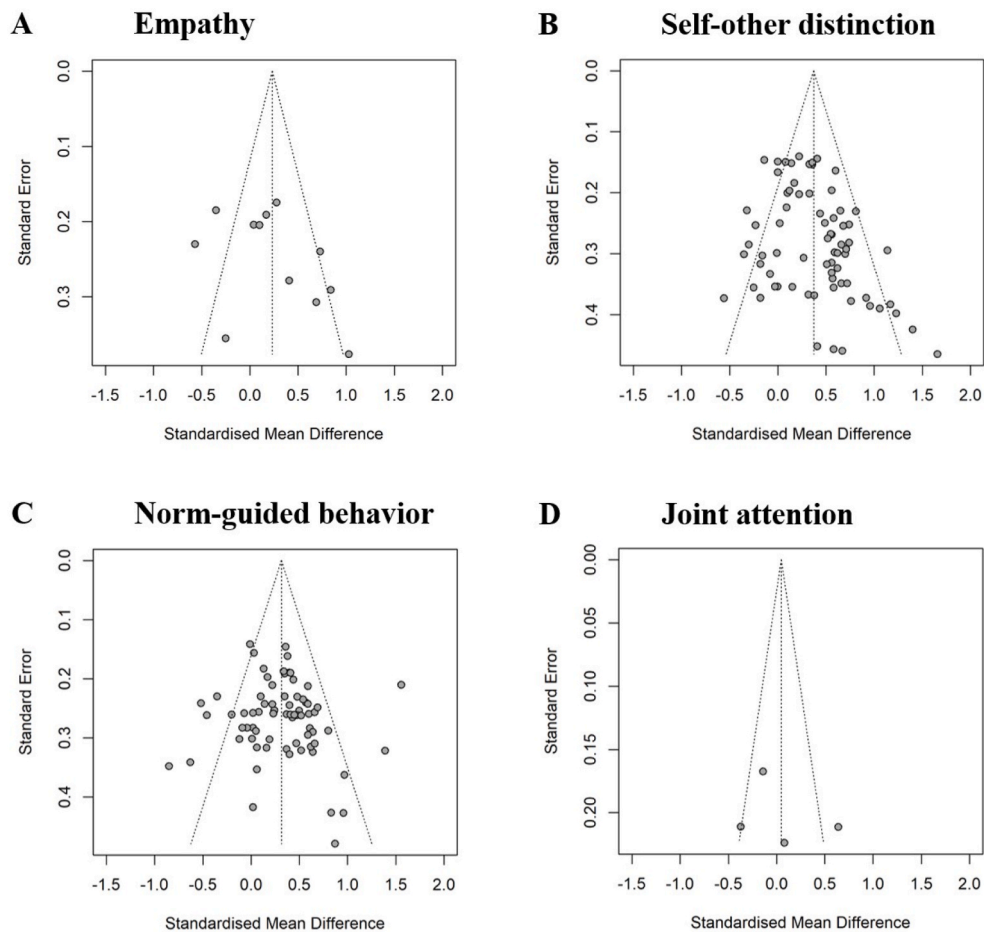 A Empathy
0.0
0.1
0.2
0.3
Standard Error
-1.5 -1.0 -0.5 0.0 0.5 1.0 1.5 2.0
Standardised Mean Difference
B Self-other distinction
0.0
0.1
0.2
0.3
0.4
Standard Error
-1.5 -1.0 -0.5 0.0 0.5 1.0 1.5 2.0
Standardised Mean Difference
C Norm-guided behavior
0.0
0.1
0.2
0.3
0.4
Standard Error
-1.5 -1.0 -0.5 0.0 0.5 1.0 1.5 2.0
Standardised Mean Difference
D Joint attention
0.00
0.05
0.10
0.15
0.20
Standard Error
-1.5 -1.0 -0.5 0.0 0.5 1.0 1.5 2.0
Standardised Mean Difference